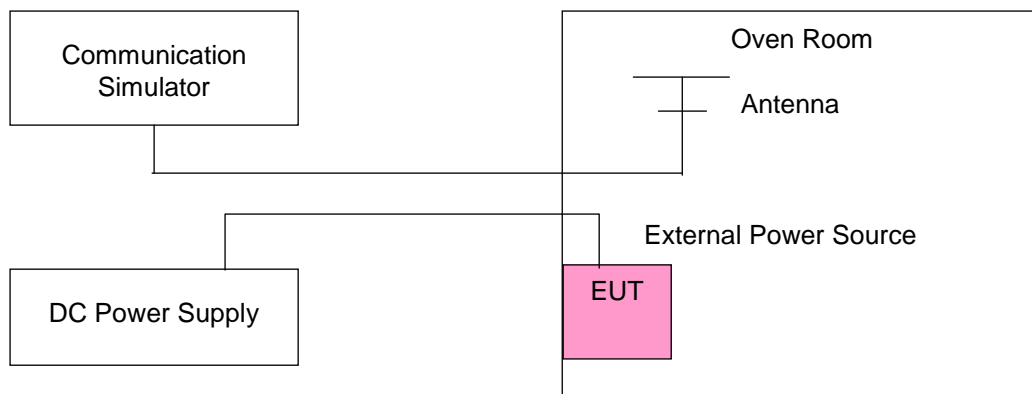 Communication
Simulator
Oven Room
Antenna
External Power Source
EUT
DC Power Supply